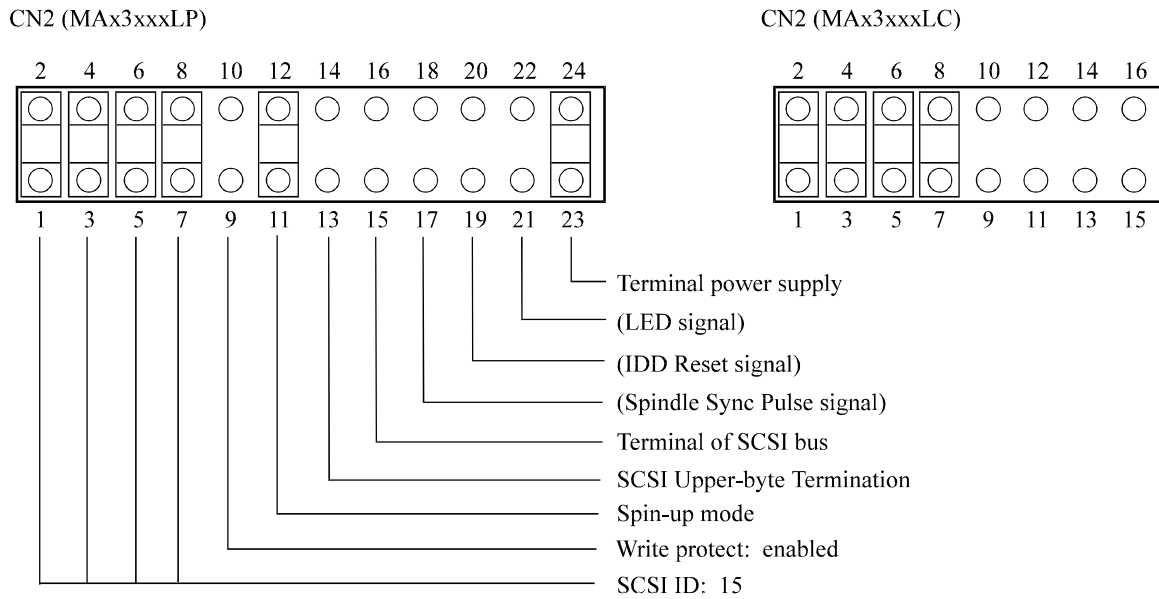 CN2 (MAx3xxxLP)
2 4 6 8 10 12 14 16 18 20 22 24
1 3 5 7 9 11 13 15 17 19 21 23
CN2 (MAx3xxxLC)
2 4 6 8 10 12 14 16
1 3 5 7 9 11 13 15
Terminal power supply
(LED signal)
(IDD Reset signal)
(Spindle Sync Pulse signal)
Terminal of SCSI bus
SCSI Upper-byte Termination
Spin-up mode
Write protect: enabled
SCSI ID: 15